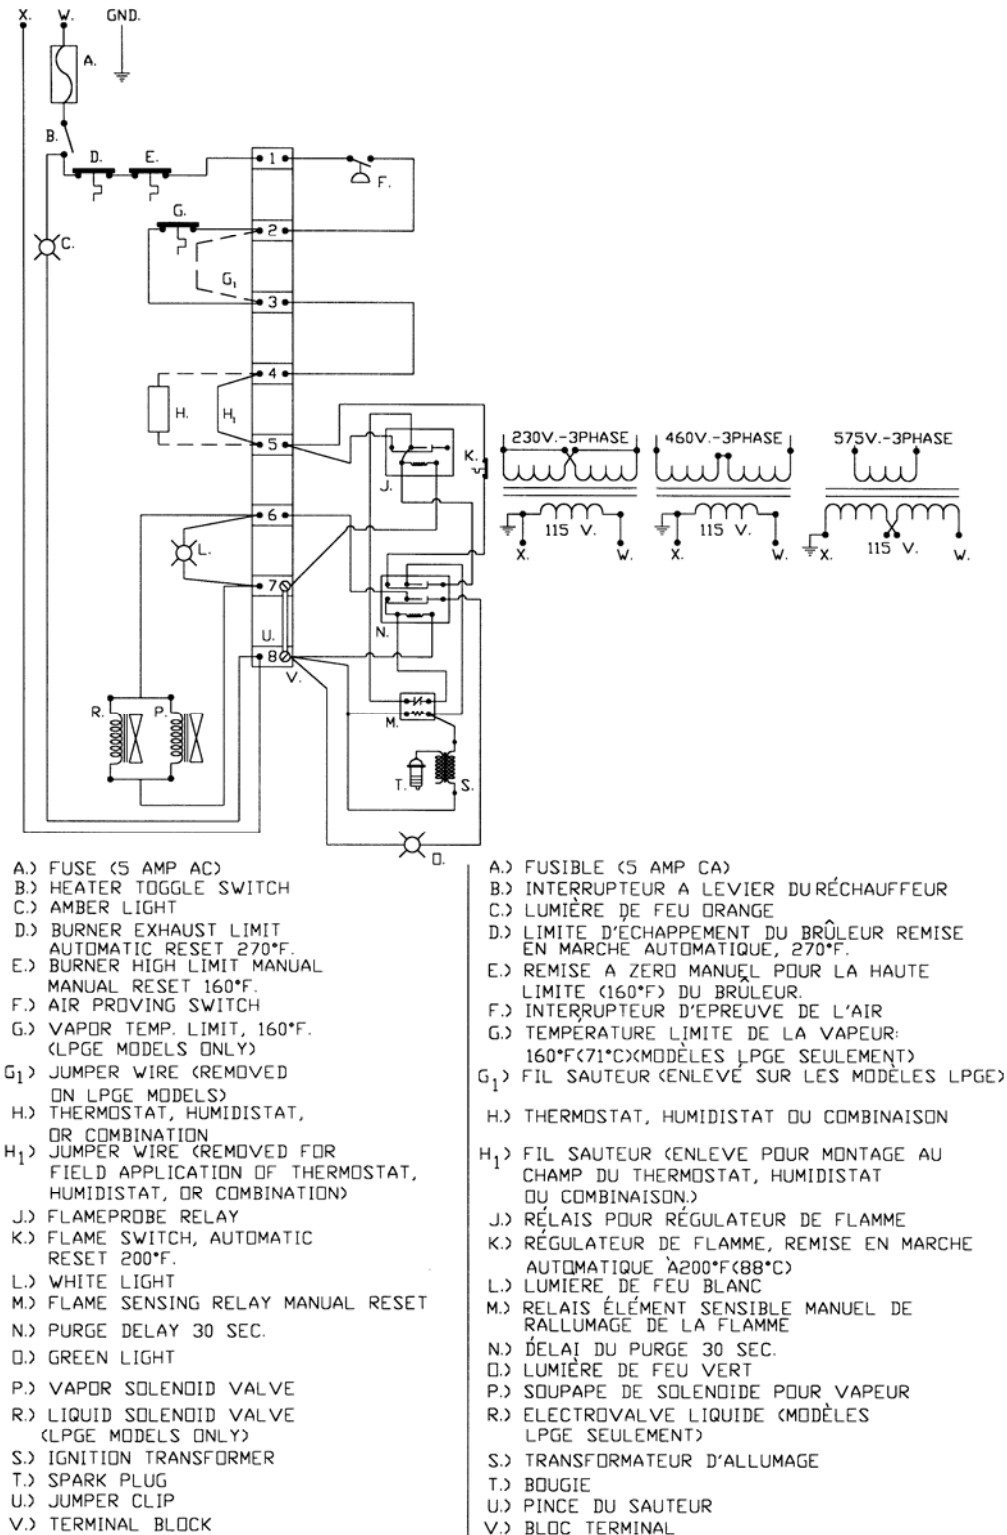 X.
W.
GND.
A.
B.
D.
E.
1
F.
G.
2
C.
G1
3
4
H.
H1
5
J.
K.
230V.-3PHASE
460V.-3PHASE
575V.-3PHASE
115 V.
X.
W.
115 V.
X.
W.
115 V.
X.
W.
6
L.
7
N.
U.
8
V.
R.
P.
M.
T.
S.
O.
A.) FUSE (5 AMP AC)
B.) HEATER TOGGLE SWITCH
C.) AMBER LIGHT
D.) BURNER EXHAUST LIMIT
AUTOMATIC RESET 270°F.
E.) BURNER HIGH LIMIT MANUAL
MANUAL RESET 160°F.
F.) AIR PROVING SWITCH
G.) VAPOR TEMP. LIMIT, 160°F.
(LPGE MODELS ONLY)
G1) JUMPER WIRE (REMOVED
ON LPGE MODELS)
H.) THERMOSTAT, HUMIDISTAT,
OR COMBINATION
H1) JUMPER WIRE (REMOVED FOR
FIELD APPLICATION OF THERMOSTAT,
HUMIDISTAT, OR COMBINATION)
J.) FLAMEPROBE RELAY
K.) FLAME SWITCH, AUTOMATIC
RESET 200°F.
L.) WHITE LIGHT
M.) FLAME SENSING RELAY MANUAL RESET
N.) PURGE DELAY 30 SEC.
O.) GREEN LIGHT
P.) VAPOR SOLENOID VALVE
R.) LIQUID SOLENOID VALVE
(LPGE MODELS ONLY)
S.) IGNITION TRANSFORMER
T.) SPARK PLUG
U.) JUMPER CLIP
V.) TERMINAL BLOCK
A.) FUSIBLE (5 AMP CA)
B.) INTERRUPTEUR A LEVIER DU RÉCHAUFFEUR
C.) LUMIÈRE DE FEU ORANGE
D.) LIMITE D'ÉCHAPPEMENT DU BRÛLEUR REMISE
EN MARCHE AUTOMATIQUE, 270°F.
E.) REMISE A ZERO MANUEL POUR LA HAUTE
LIMITE (160°F) DU BRÛLEUR.
F.) INTERRUPTEUR D'EPREUVE DE L'AIR
G.) TEMPÉRATURE LIMITE DE LA VAPEUR:
160°F(71°C)(MODÈLES LPGE SEULEMENT)
G1) FIL SAUTEUR (ENLEVÉ SUR LES MODÈLES LPGE)
H.) THERMOSTAT, HUMIDISTAT OU COMBINAISON
H1) FIL SAUTEUR (ENLEVE POUR MONTAGE AU
CHAMP DU THERMOSTAT, HUMIDISTAT
OU COMBINAISON.)
J.) RÉLAIS POUR RÉGULATEUR DE FLAMME
K.) RÉGULATEUR DE FLAMME, REMISE EN MARCHE
AUTOMATIQUE À200°F(88°C)
L.) LUMIERE DE FEU BLANC
M.) RELAIS ÉLÉMENT SENSIBLE MANUEL DE
RALLUMAGE DE LA FLAMME
N.) DÉLAI DU PURGE 30 SEC.
O.) LUMIÈRE DE FEU VERT
P.) SOUPAPE DE SOLENOIDE POUR VAPEUR
R.) ELECTROVALVE LIQUIDE (MODÈLES
LPGE SEULEMENT)
S.) TRANSFORMATEUR D'ALLUMAGE
T.) BOUGIE
U.) PINCE DU SAUTEUR
V.) BLOC TERMINAL